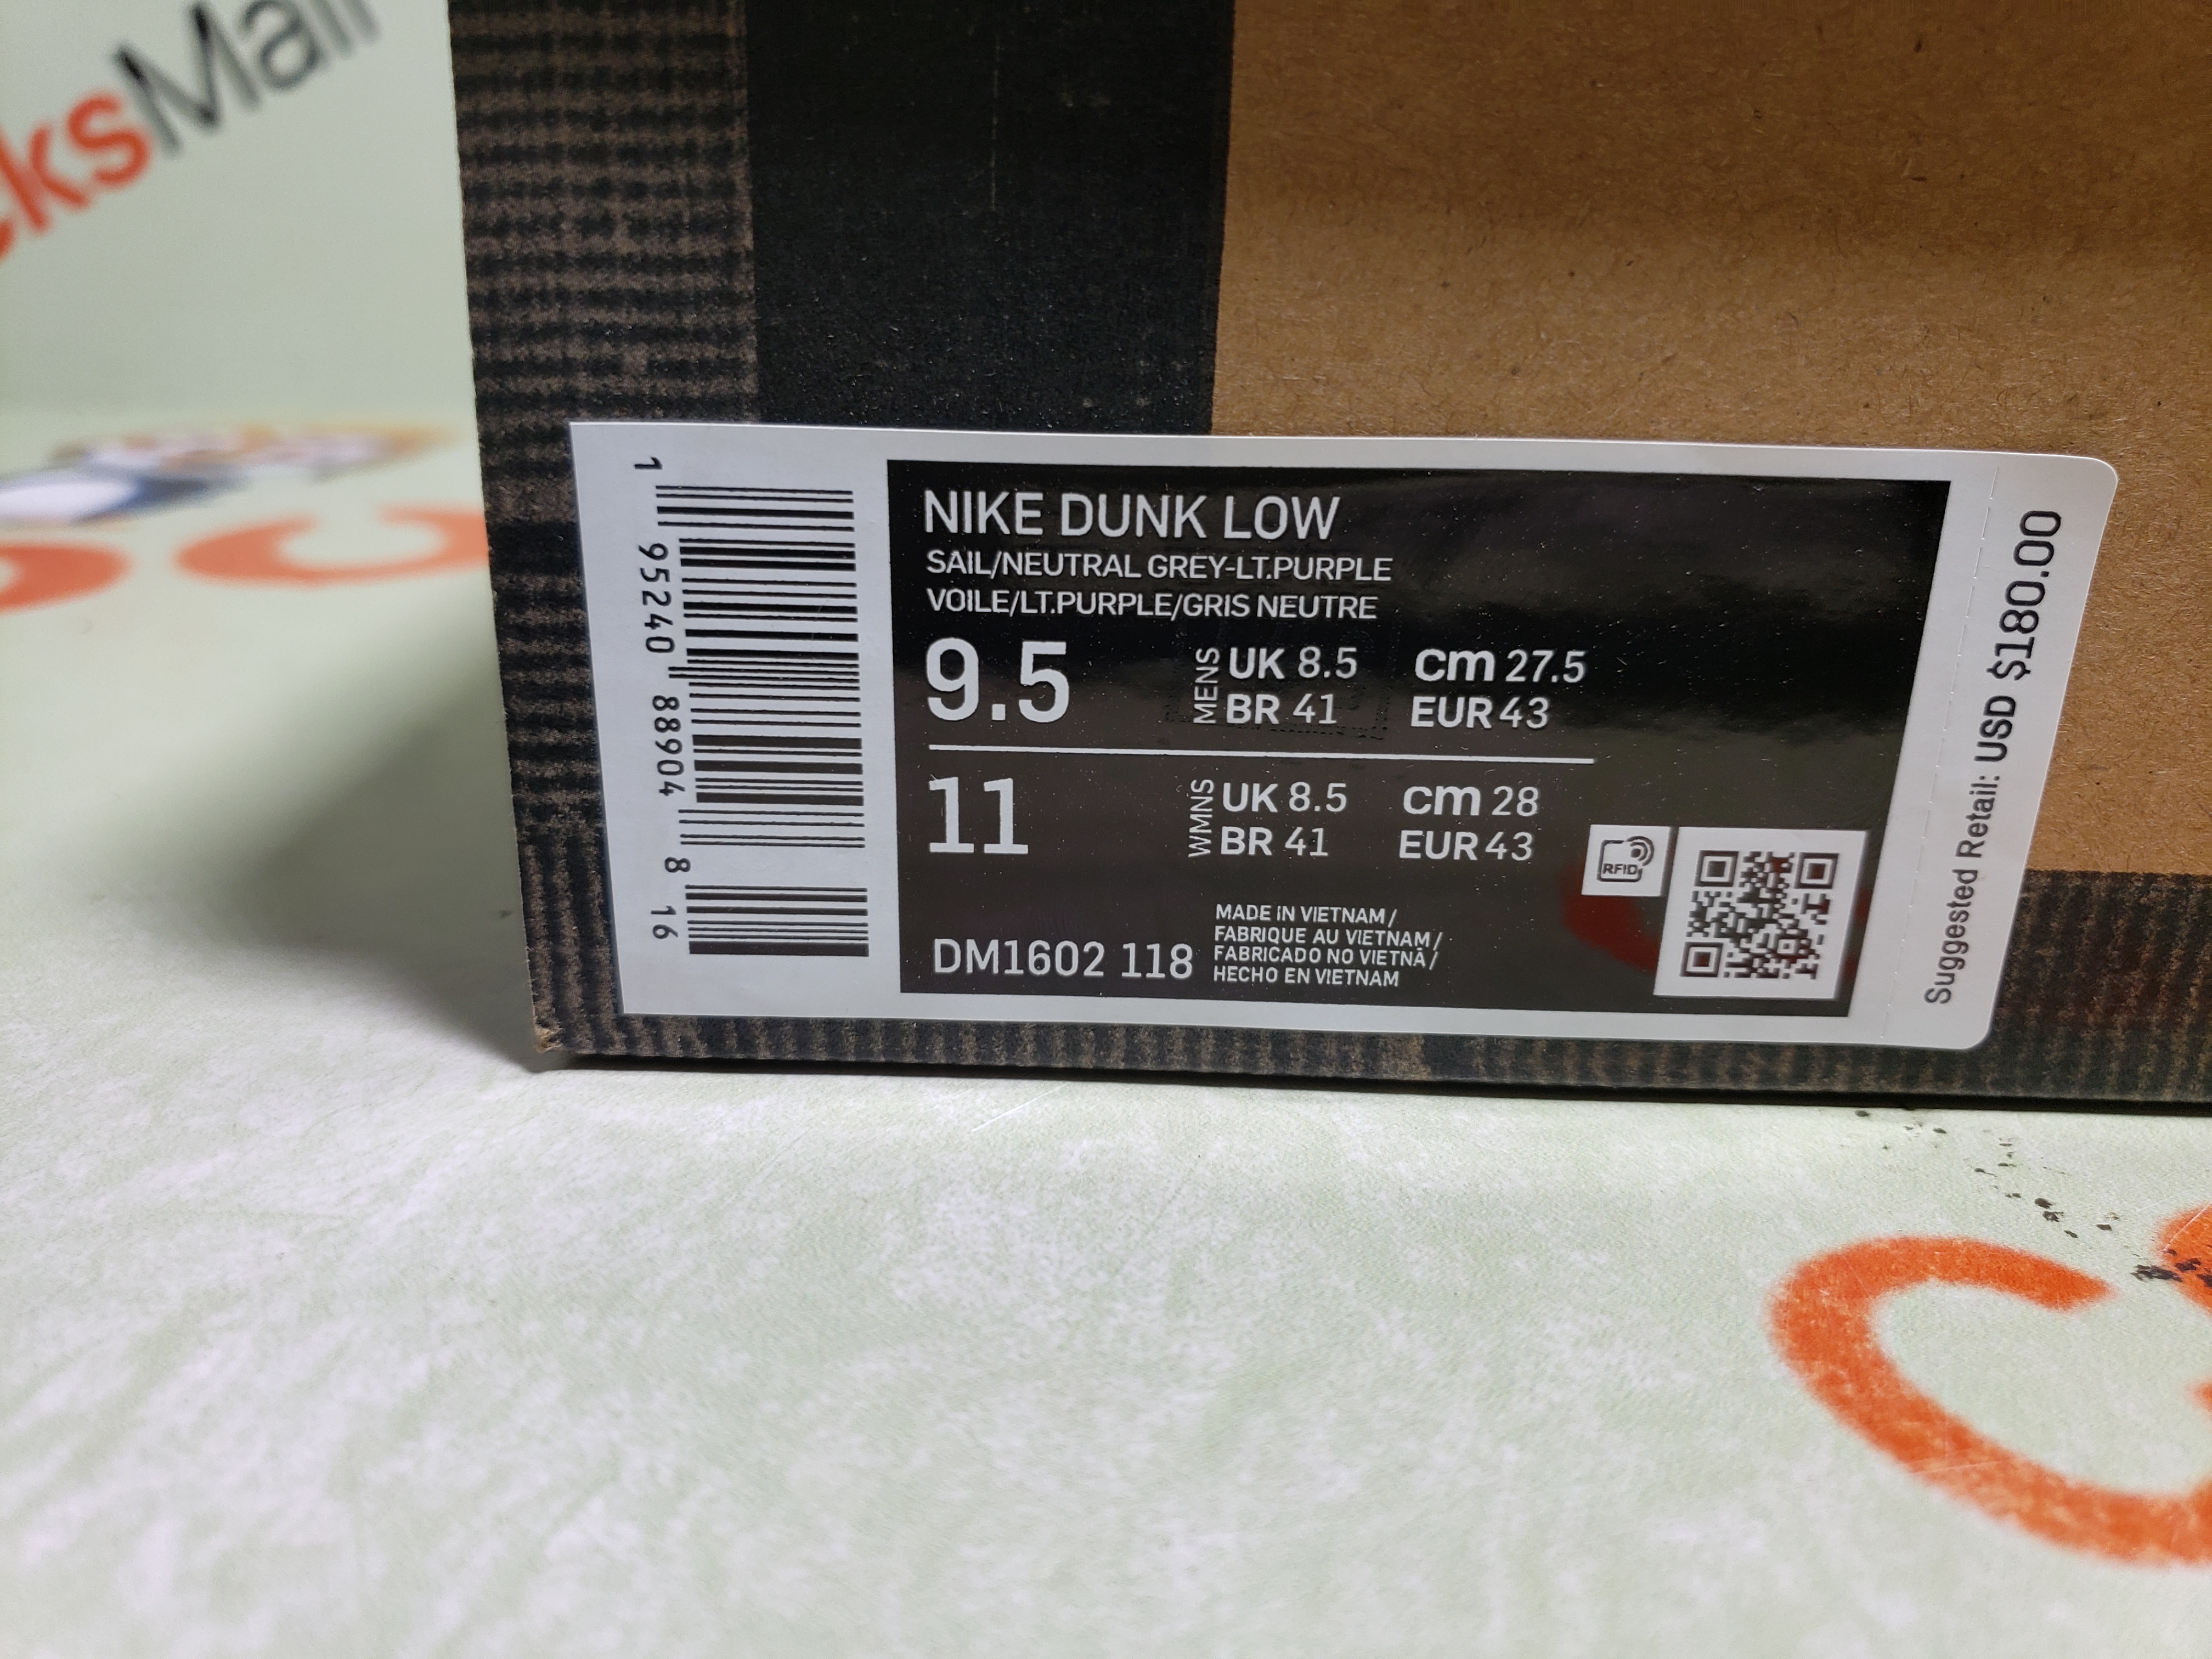 cksMall
1 95240 88904 8 16
NIKE DUNK LOW
SAIL/NEUTRAL GREY-LT.PURPLE
VOILE/LT.PURPLE/GRIS NEUTRE
9.5 MENS UK 8.5 cm 27.5
BR 41 EUR 43
11 WMNS UK 8.5 cm 28
BR 41 EUR 43
RFID
DM1602 118
MADE IN VIETNAM/
FABRIQUE AU VIETNAM/
FABRICADO NO VIETNÃ/
HECHO EN VIETNAM
Suggested Retail: USD $180.00